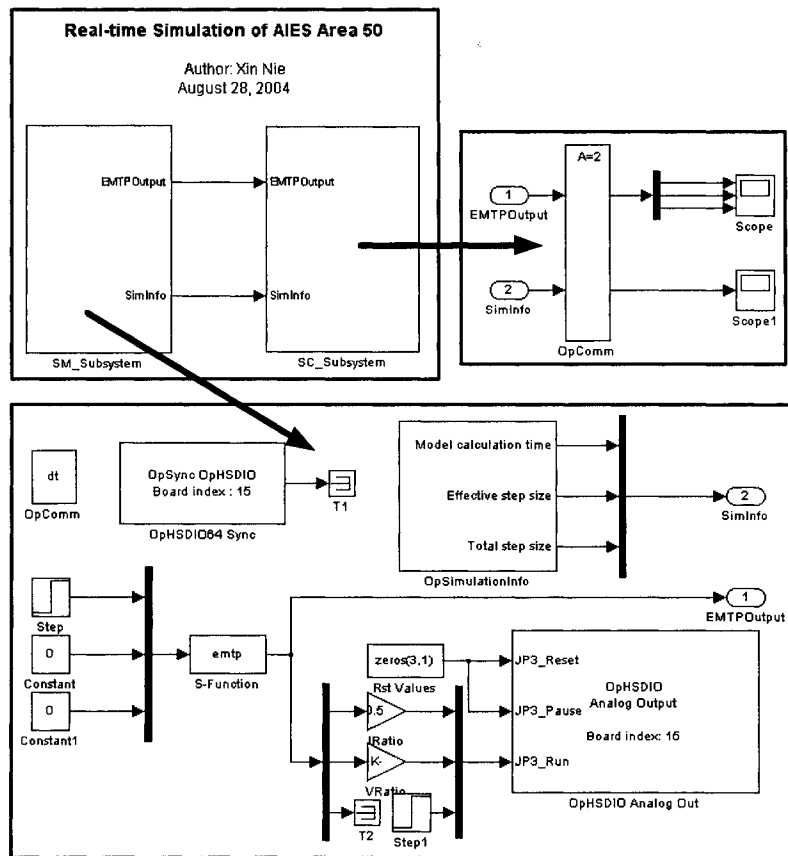 Real-time Simulation of AIES Area 50
Author: Xin Nie
August 28, 2004
EMTPOutput
EMTPOutput
SimInfo
SimInfo
SM_Subsystem
SC_Subsystem
A=2
1
EMTPOutput
Scope
2
SimInfo
Scope1
OpComm
dt
OpComm
OpSync OpHSDIO
Board index : 15
OpHSDIO64 Sync
T1
Model calculation time
Effective step size
Total step size
OpSimulationInfo
2
SimInfo
Step
0
Constant
0
Constant1
emtp
S-Function
1
EMTPOutput
zeros(3,1)
Rst Values
0.5
IRatio
K-
VRatio
T2
Step1
JP3_Reset
JP3_Pause
JP3_Run
OpHSDIO
Analog Output
Board index: 15
OpHSDIO Analog Out